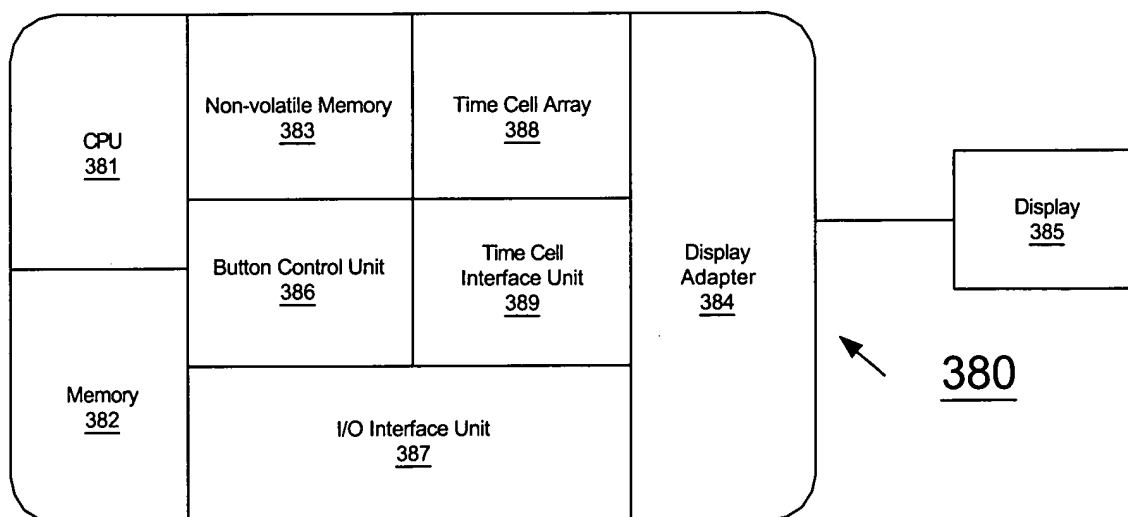 CPU
381
Memory
382
Non-volatile Memory
383
Time Cell Array
388
Button Control Unit
386
Time Cell
Interface Unit
389
I/O Interface Unit
387
Display
Adapter
384
Display
385
380